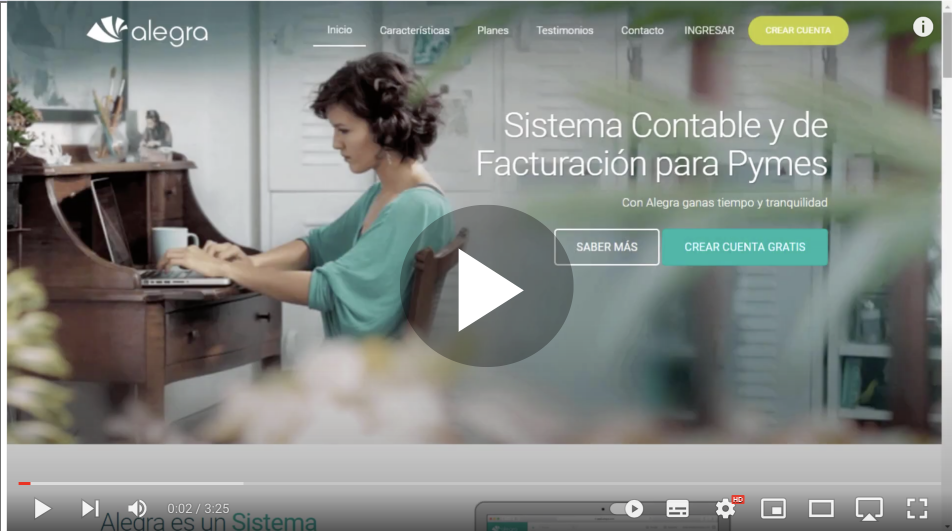 alegra
Inicio Características Planes Testimonios Contacto INGRESAR CREAR CUENTA
Sistema Contable y de
Facturación para Pymes
Con Alegra ganas tiempo y tranquilidad
SABER MÁS CREAR CUENTA GRATIS
HD
0:02 / 3:25
Alegra es un Sistema